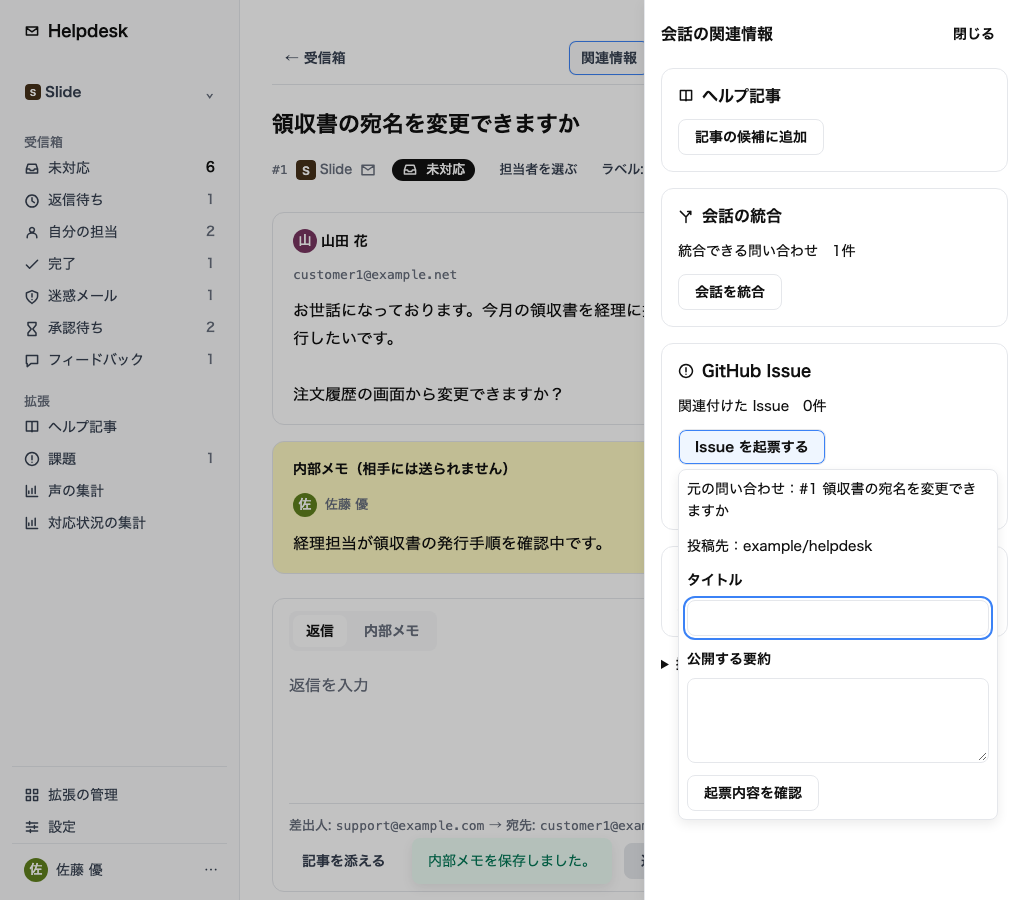 Helpdesk
S Slide
受信箱
未対応 6
返信待ち 1
自分の担当 2
完了 1
迷惑メール 1
承認待ち 2
フィードバック 1
拡張
ヘルプ記事
課題 1
声の集計
対応状況の集計
拡張の管理
設定
佐 佐藤 優 …
← 受信箱
関連情報
領収書の宛名を変更できますか
#1 S Slide 未対応 担当者を選ぶ ラベル:
山 山田 花
customer1@example.net
お世話になっております。今月の領収書を経理に
行したいです。
注文履歴の画面から変更できますか？
内部メモ（相手には送られません）
佐 佐藤 優
経理担当が領収書の発行手順を確認中です。
返信 内部メモ
返信を入力
差出人: support@example.com → 宛先: customer1@exam
記事を添える
内部メモを保存しました。
会話の関連情報 閉じる
ヘルプ記事
記事の候補に追加
会話の統合
統合できる問い合わせ 1件
会話を統合
GitHub Issue
関連付けた Issue 0件
Issue を起票する
元の問い合わせ：#1 領収書の宛名を変更でき
ますか
投稿先：example/helpdesk
タイトル
公開する要約
起票内容を確認